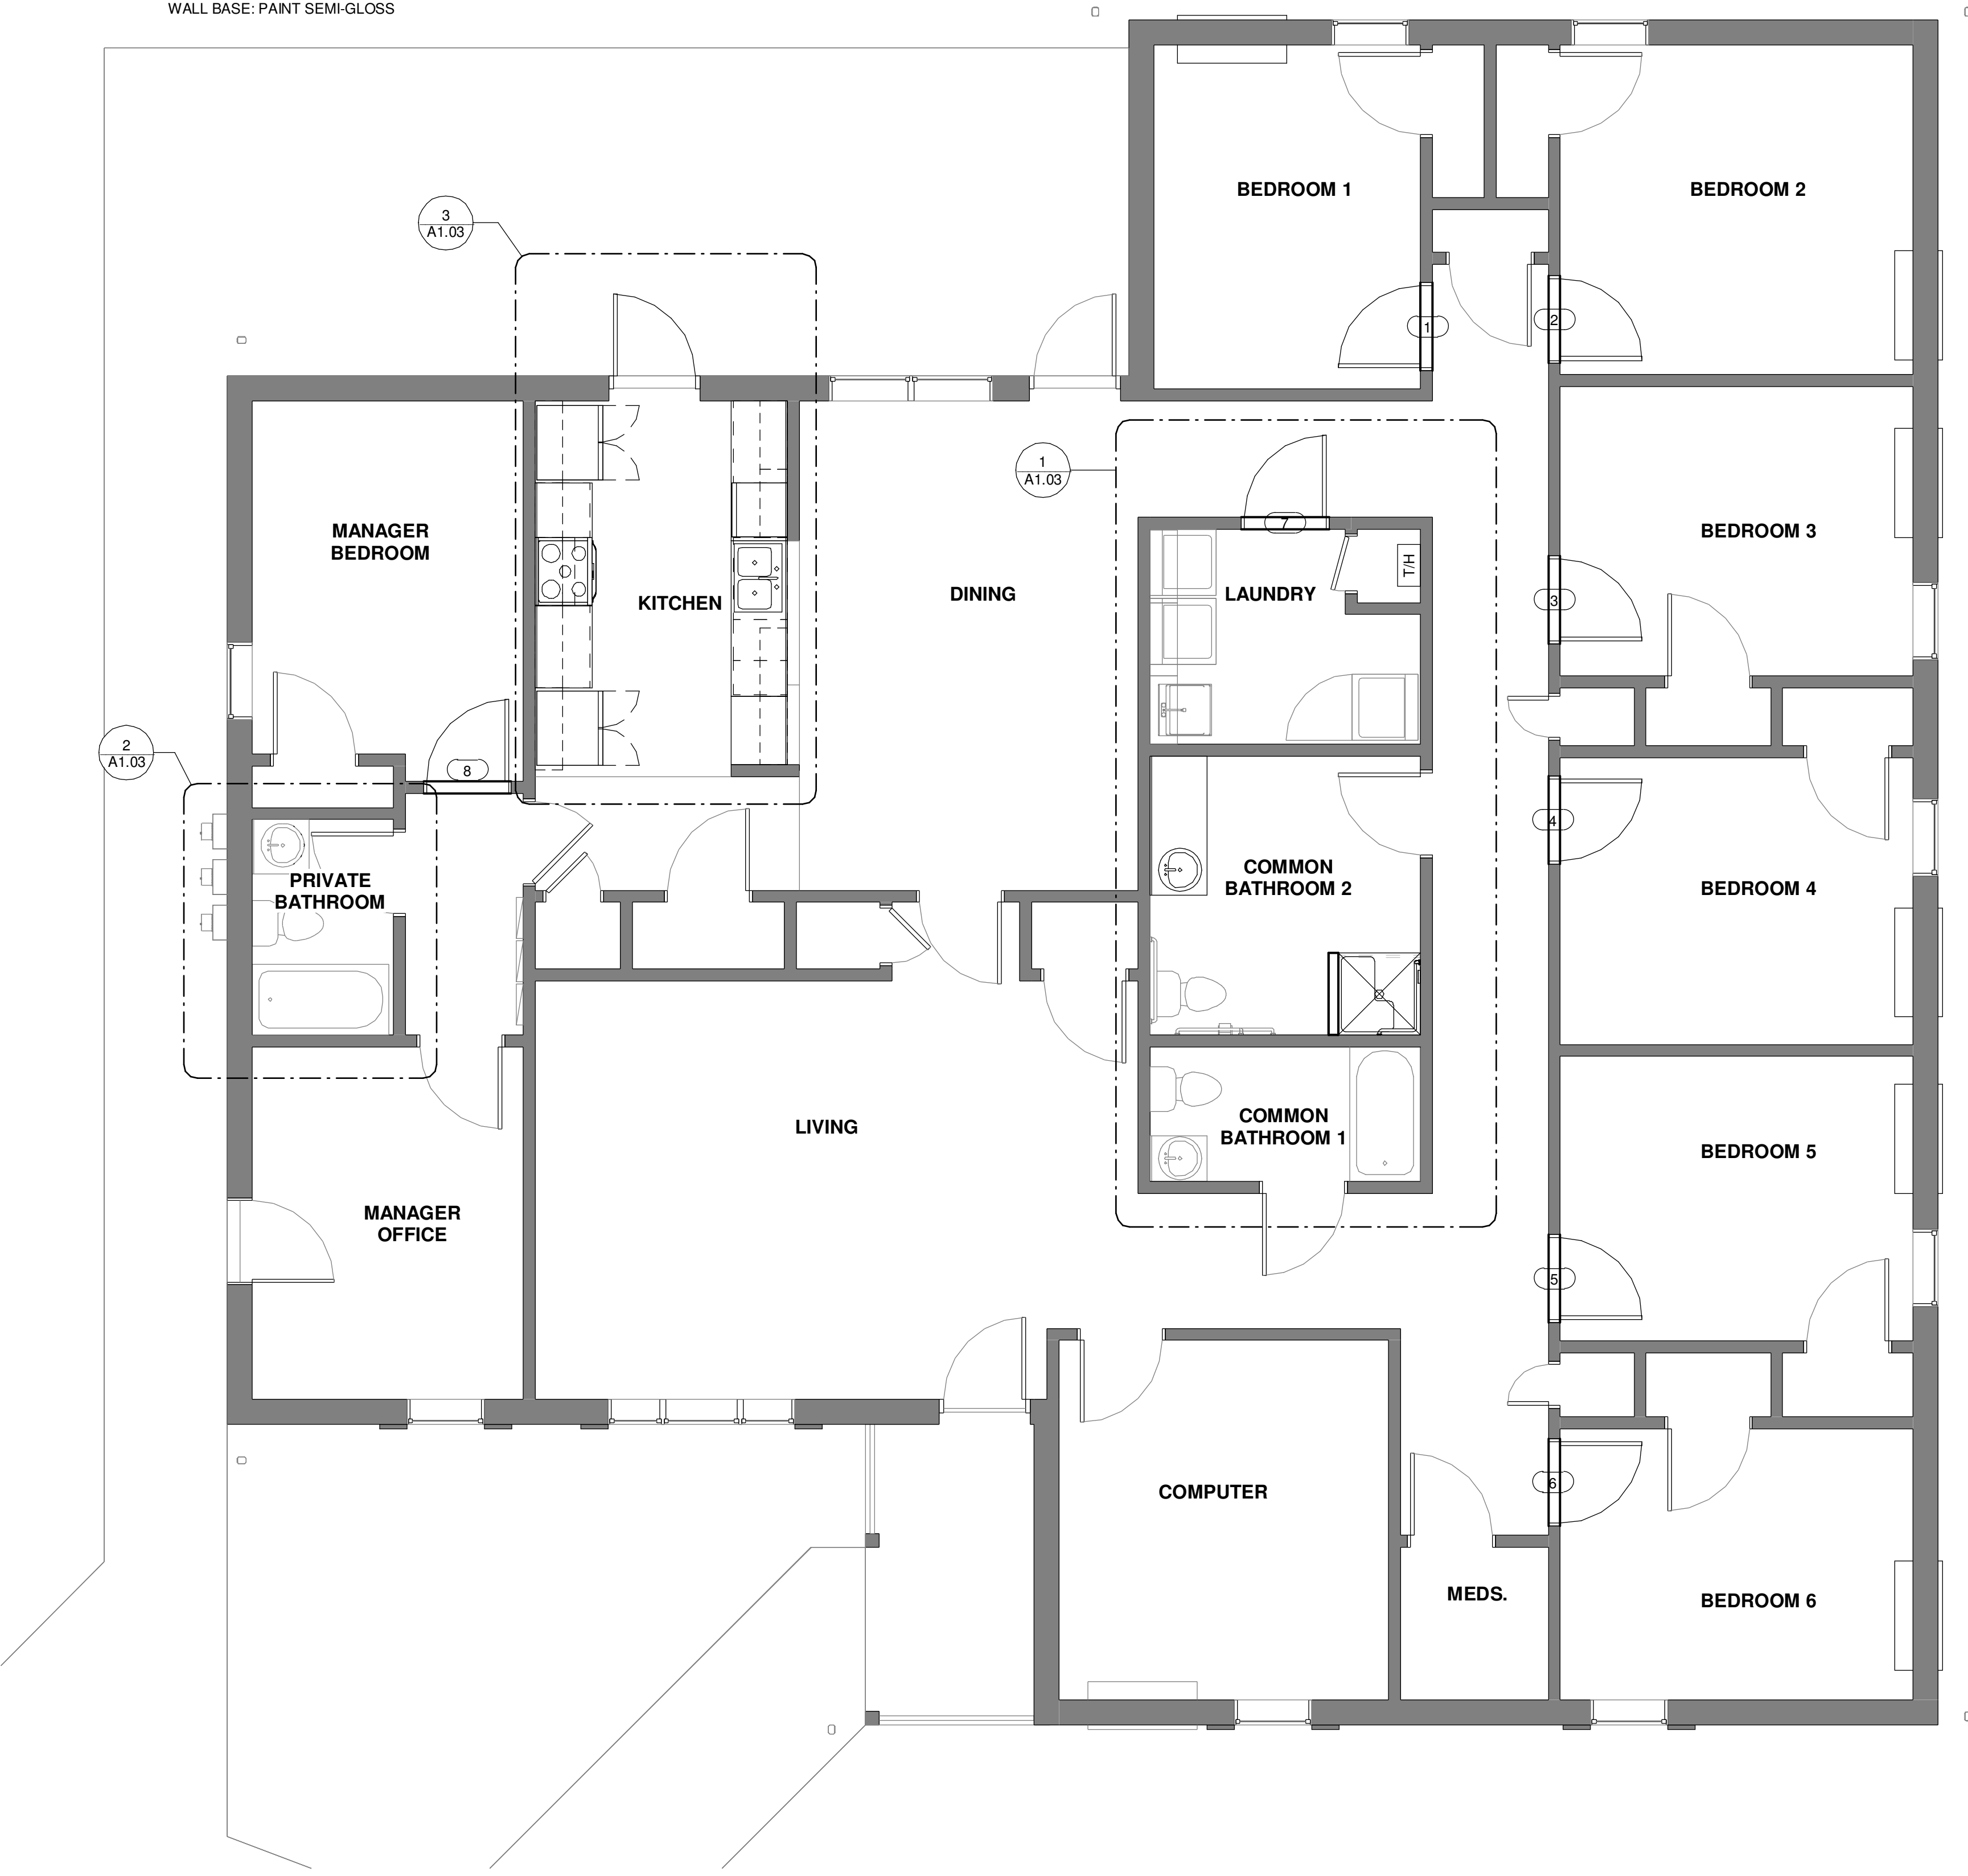 WALL BASE: PAINT SEMI-GLOSS
BEDROOM 1
BEDROOM 2
3
A1.03
1
2
1
A1.03
7
MANAGER
BEDROOM
KITCHEN
DINING
LAUNDRY
T/H
BEDROOM 3
3
2
A1.03
8
4
PRIVATE
BATHROOM
COMMON
BATHROOM 2
BEDROOM 4
LIVING
COMMON
BATHROOM 1
BEDROOM 5
MANAGER
OFFICE
5
COMPUTER
6
MEDS.
BEDROOM 6